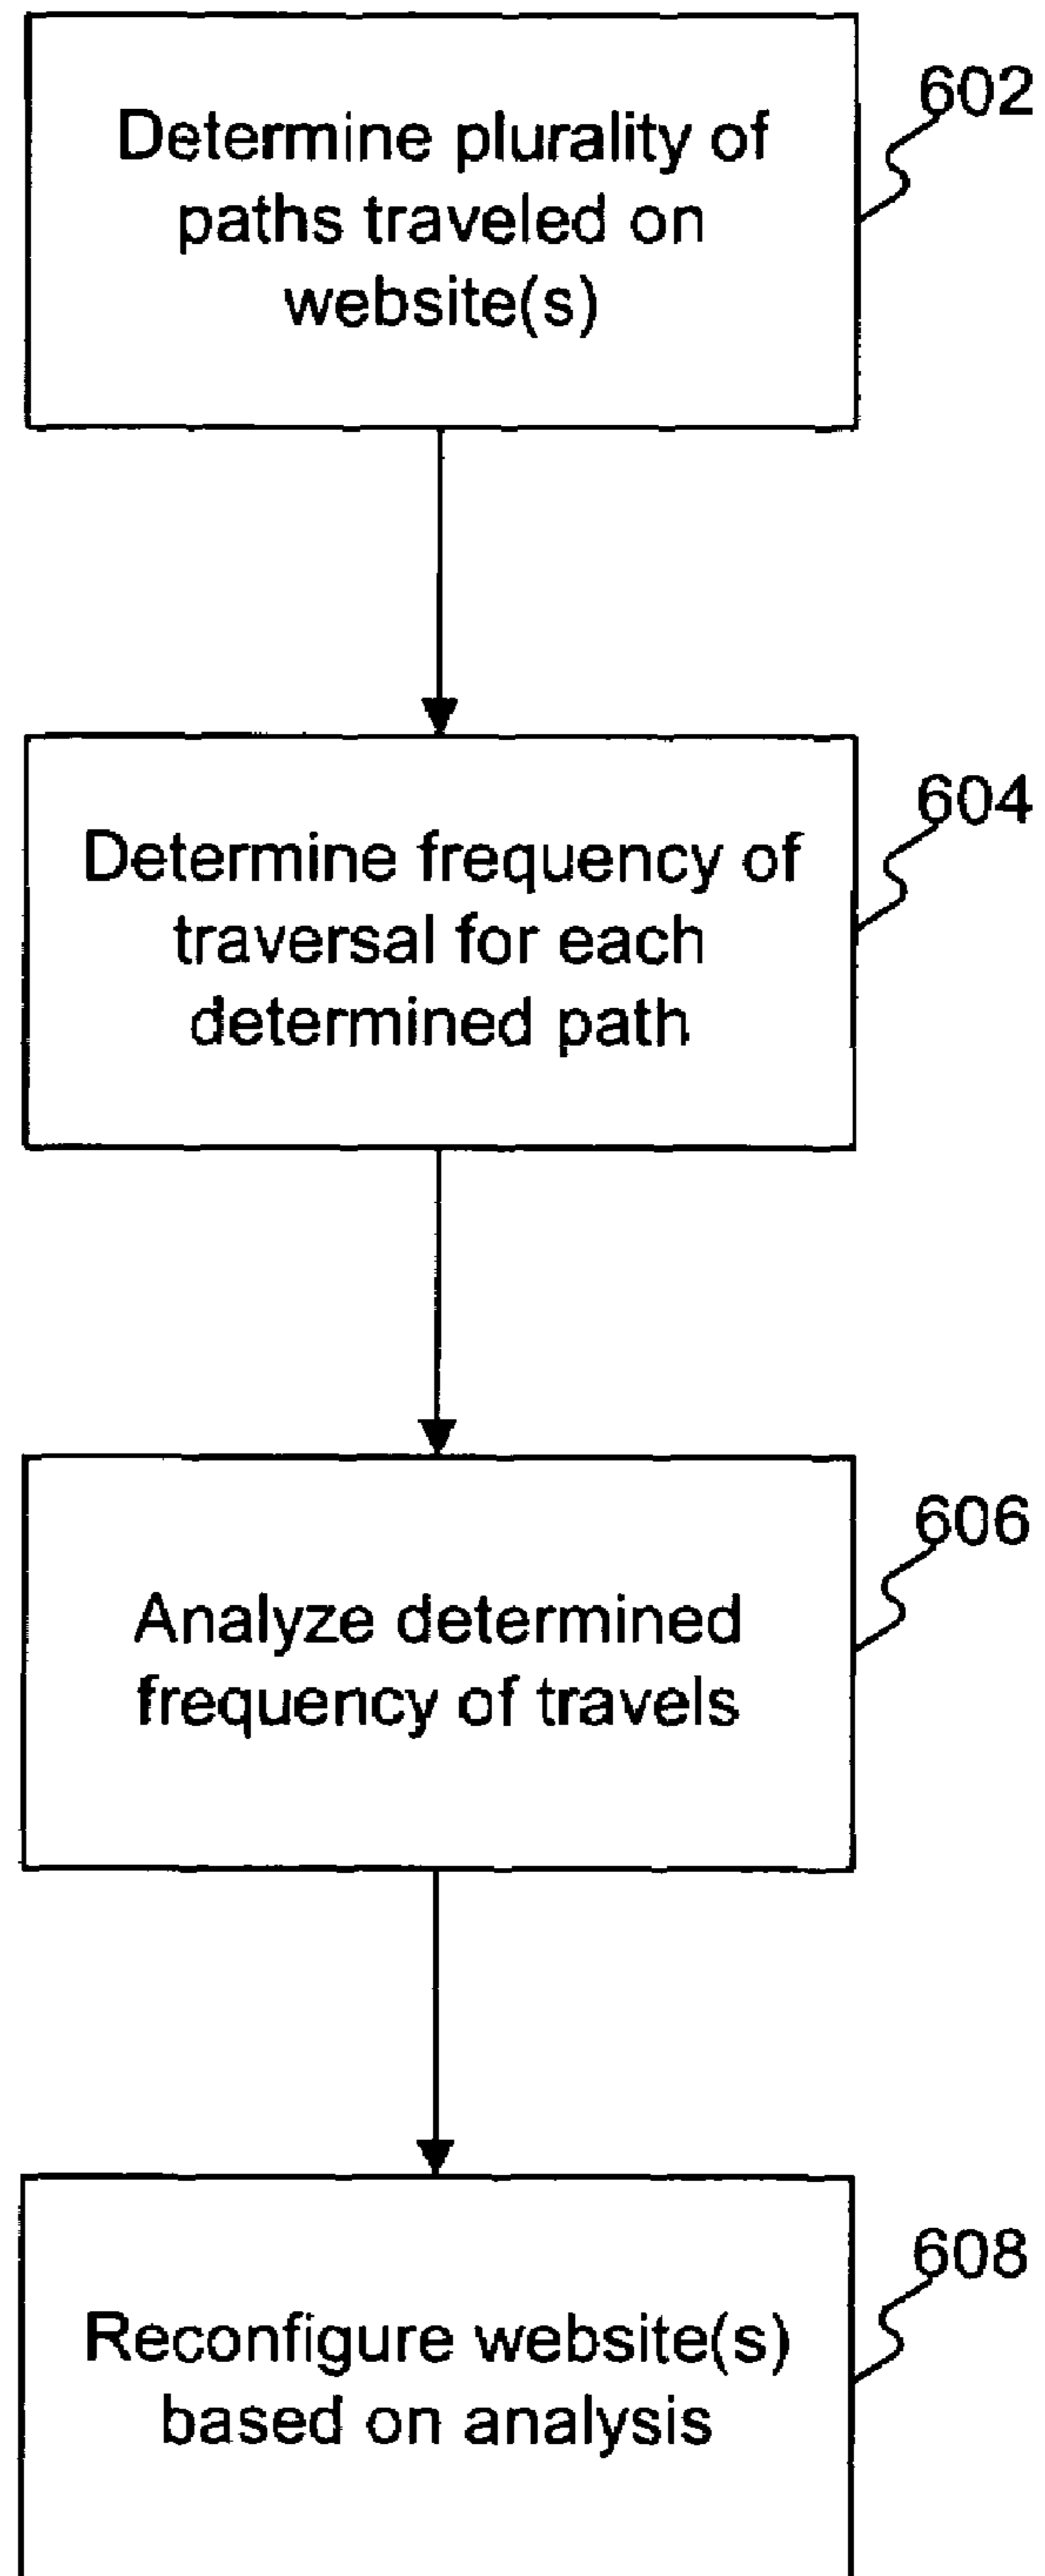 602
Determine plurality of
paths traveled on
website(s)
604
Determine frequency of
traversal for each
determined path
606
Analyze determined
frequency of travels
608
Reconfigure website(s)
based on analysis